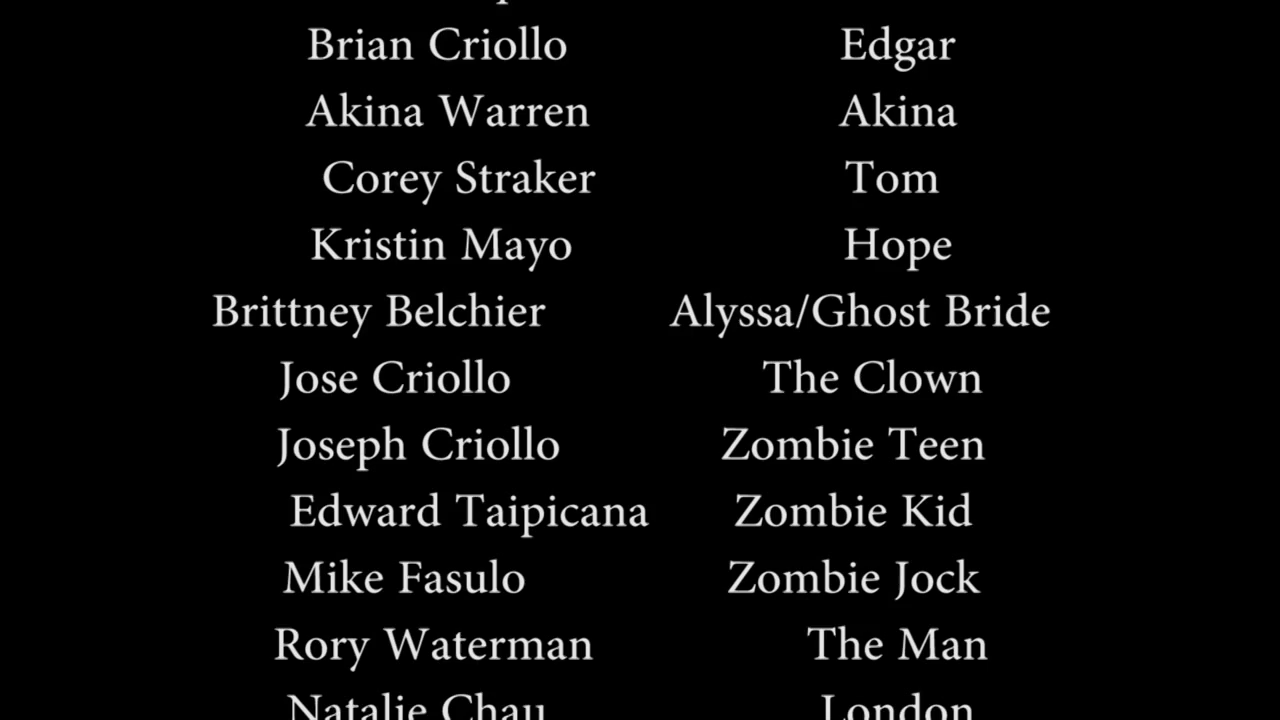 Brian Criollo Edgar
Akina Warren Akina
Corey Straker Tom
Kristin Mayo Hope
Brittney Belchier Alyssa/Ghost Bride
Jose Criollo The Clown
Joseph Criollo Zombie Teen
Edward Taipicana Zombie Kid
Mike Fasulo Zombie Jock
Rory Waterman The Man
Natalie Chau London